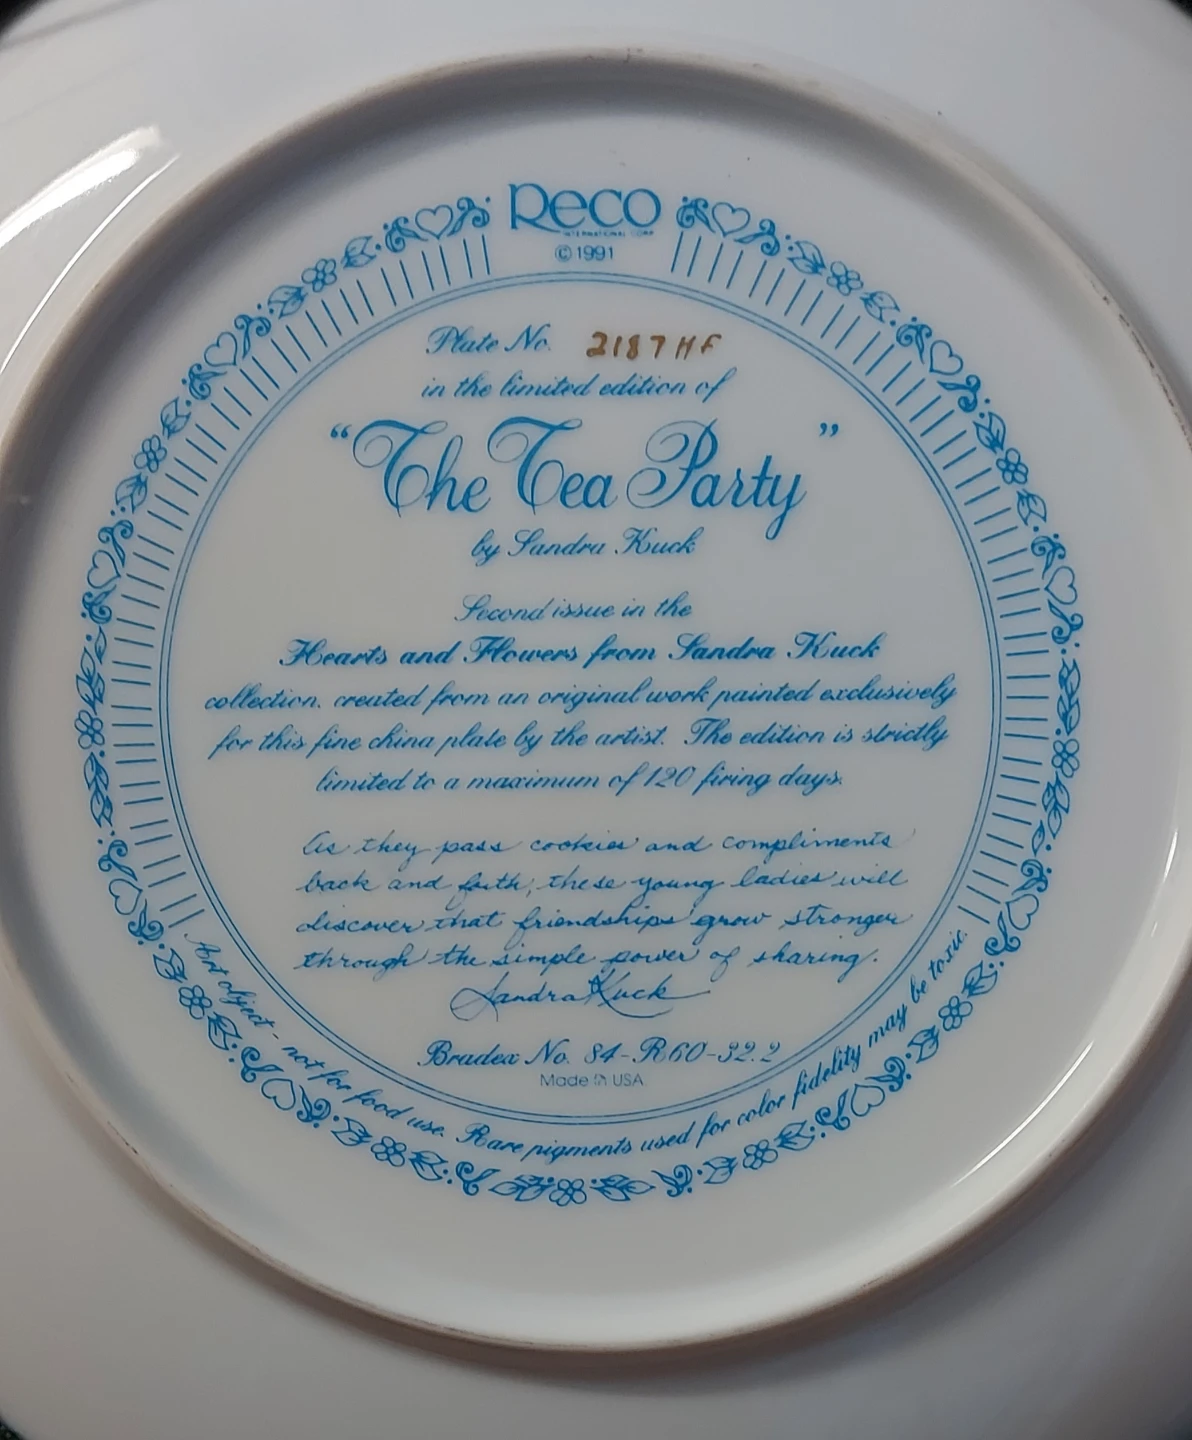 Reco
INTERNATIONAL CORP.
© 1991
Plate No. 2187 HF
in the limited edition of
"The Tea Party"
by Sandra Kuck
Second issue in the
Hearts and Flowers from Sandra Kuck
collection. created from an original work painted exclusively
for this fine china plate by the artist. The edition is strictly
limited to a maximum of 120 firing days.
As they pass cookies and compliments
back and forth, these young ladies will
discover that friendships grow stronger
through the simple power of sharing.
Sandra Kuck
Bradex No. 84-R60-32.2
Made in USA
Art object - not for food use. Rare pigments used for color fidelity may be toxic.